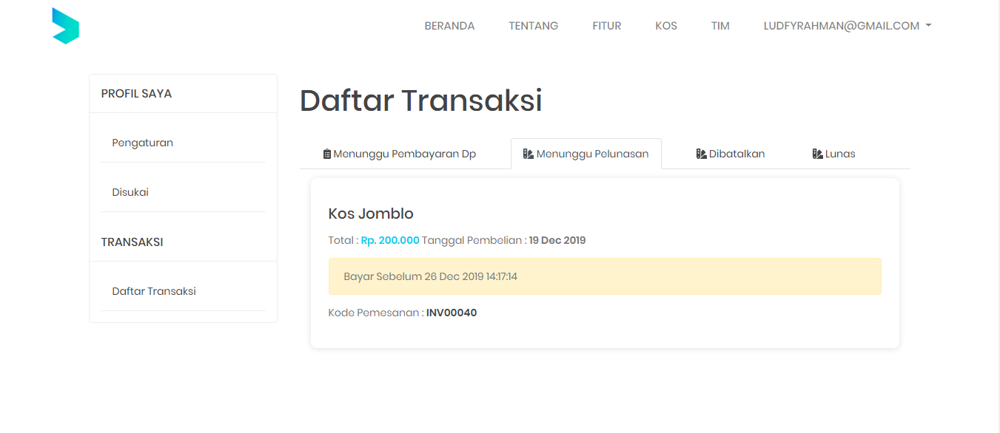 BERANDA TENTANG FITUR KOS TIM LUDFYRAHMAN@GMAIL.COM
PROFIL SAYA
Pengaturan
Disukai
TRANSAKSI
Daftar Transaksi
Daftar Transaksi
Menunggu Pembayaran Dp Menunggu Pelunasan Dibatalkan Lunas
Kos Jomblo
Total : Rp. 200.000 Tanggal Pembelian : 19 Dec 2019
Bayar Sebelum 26 Dec 2019 14:17:14
Kode Pemesanan : INV00040